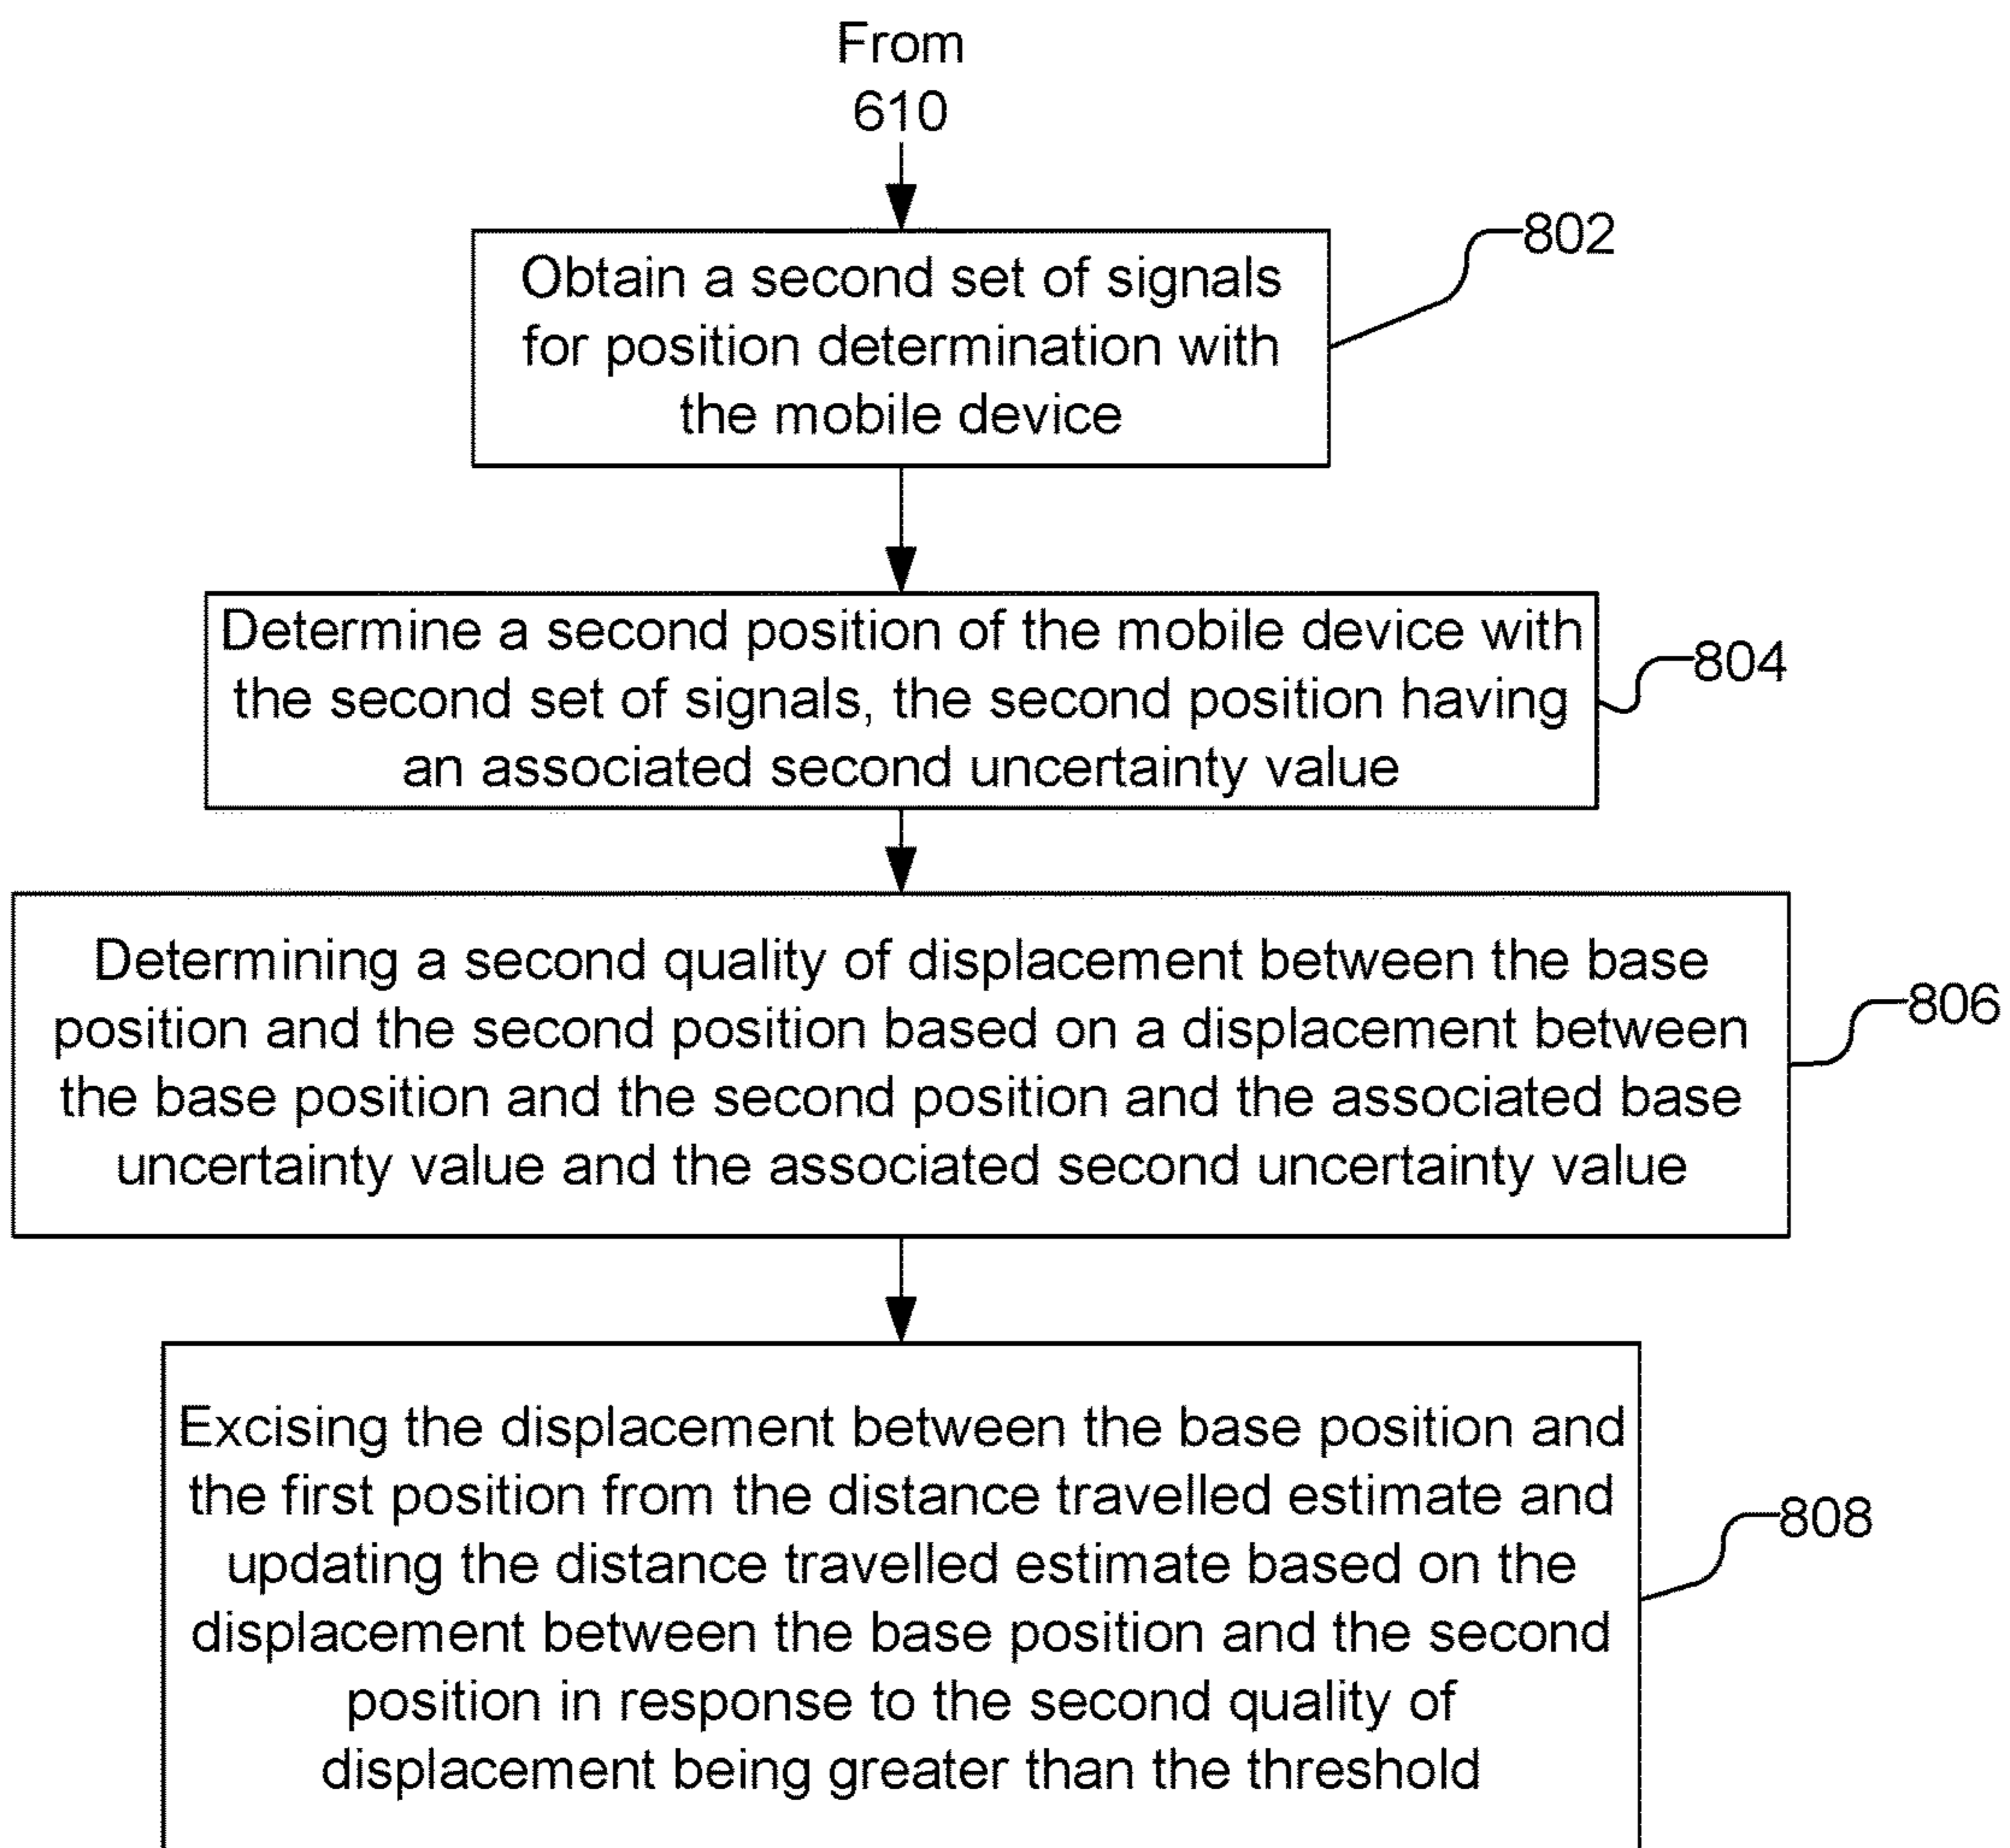 From
610
802
Obtain a second set of signals
for position determination with
the mobile device
804
Determine a second position of the mobile device with
the second set of signals, the second position having
an associated second uncertainty value
806
Determining a second quality of displacement between the base
position and the second position based on a displacement between
the base position and the second position and the associated base
uncertainty value and the associated second uncertainty value
808
Excising the displacement between the base position and
the first position from the distance travelled estimate and
updating the distance travelled estimate based on the
displacement between the base position and the second
position in response to the second quality of
displacement being greater than the threshold